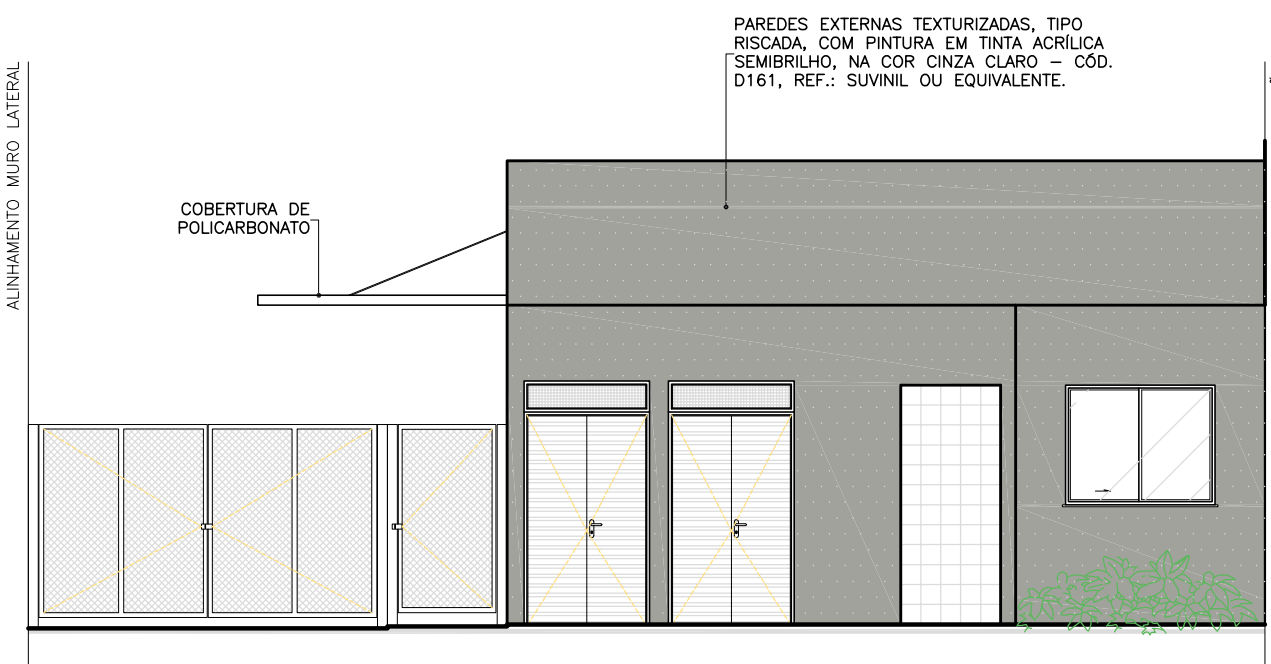 PAREDES EXTERNAS TEXTURIZADAS, TIPO
RISCADA, COM PINTURA EM TINTA ACRÍLICA
SEMIBRILHO, NA COR CINZA CLARO – CÓD.
D161, REF.: SUVINIL OU EQUIVALENTE.
ALINHAMENTO MURO LATERAL
COBERTURA DE
POLICARBONATO